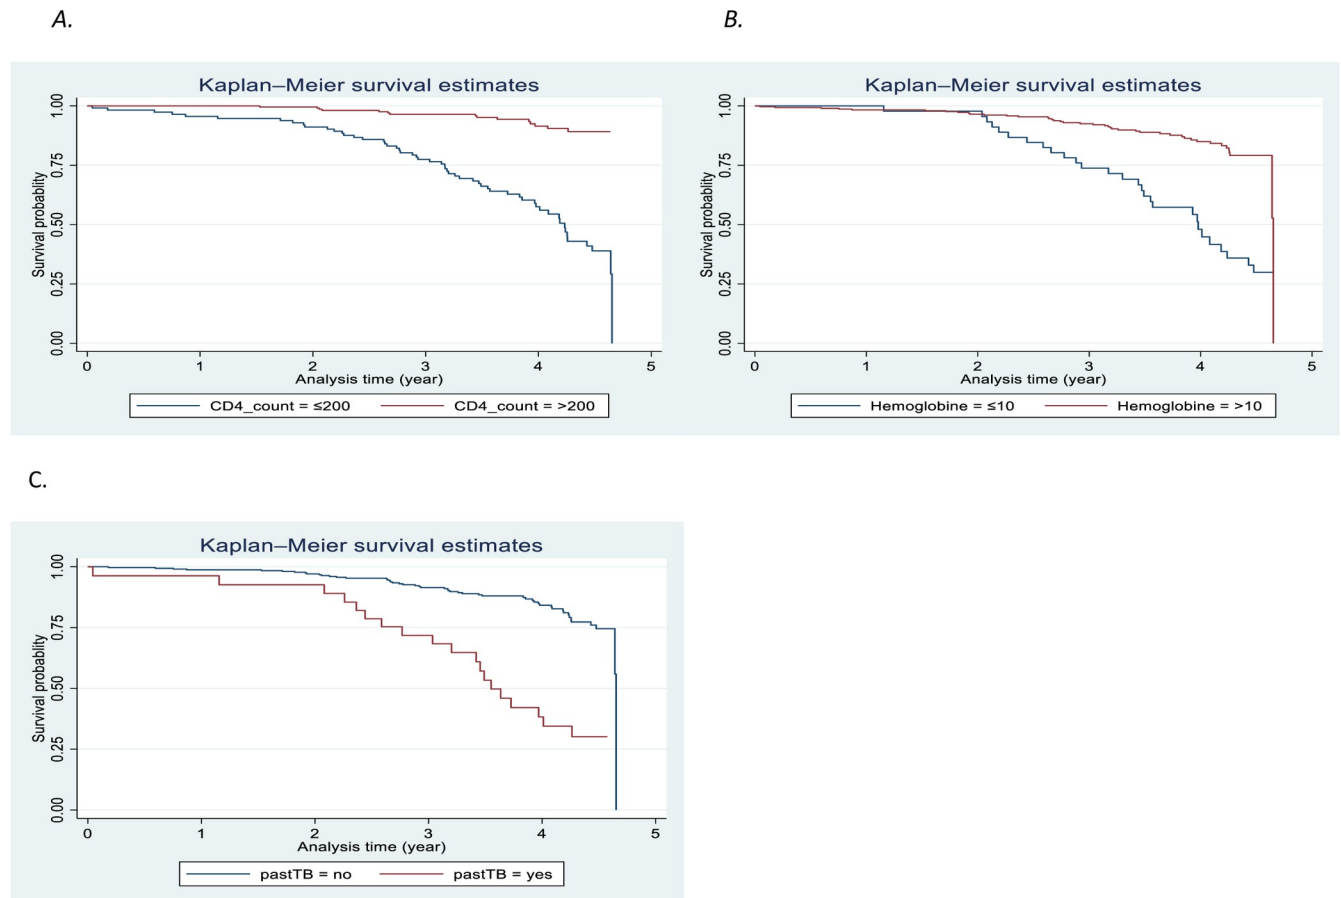 A.
B.
Kaplan–Meier survival estimates
1.00
0.75
0.50
0.25
0.00
Survival probablity
0 1 2 3 4 5
Analysis time (year)
CD4_count = ≤200 CD4_count = >200
Kaplan–Meier survival estimates
1.00
0.75
0.50
0.25
0.00
Survival probablity
0 1 2 3 4 5
Analysis time (year)
Hemoglobine = ≤10 Hemoglobine = >10
C.
Kaplan–Meier survival estimates
1.00
0.75
0.50
0.25
0.00
Survival probablity
0 1 2 3 4 5
Analysis time (year)
pastTB = no pastTB = yes